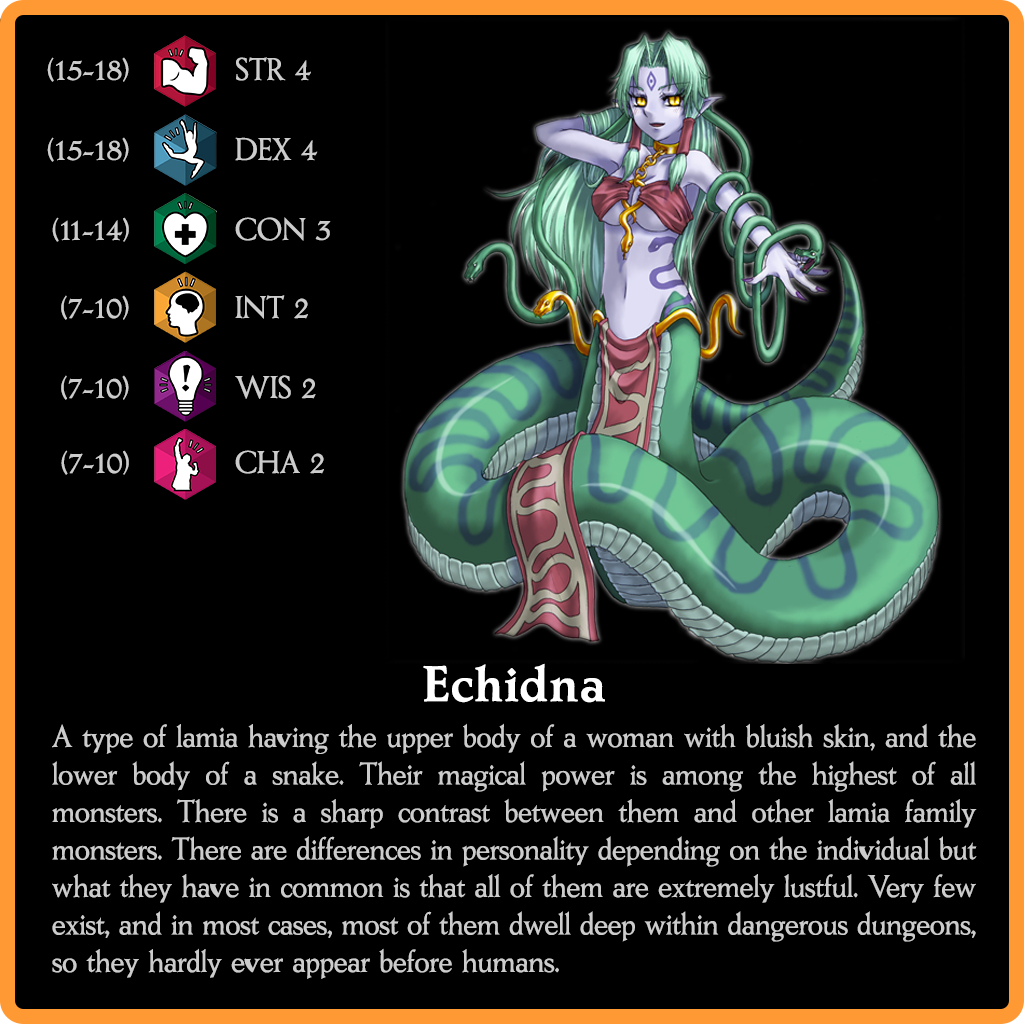 (15-18) STR 4
(15-18) DEX 4
(11-14) CON 3
(7-10) INT 2
(7-10) WIS 2
(7-10) CHA 2
Echidna
A type of lamia having the upper body of a woman with bluish skin, and the
lower body of a snake. Their magical power is among the highest of all
monsters. There is a sharp contrast between them and other lamia family
monsters. There are differences in personality depending on the individual but
what they have in common is that all of them are extremely lustful. Very few
exist, and in most cases, most of them dwell deep within dangerous dungeons,
so they hardly ever appear before humans.